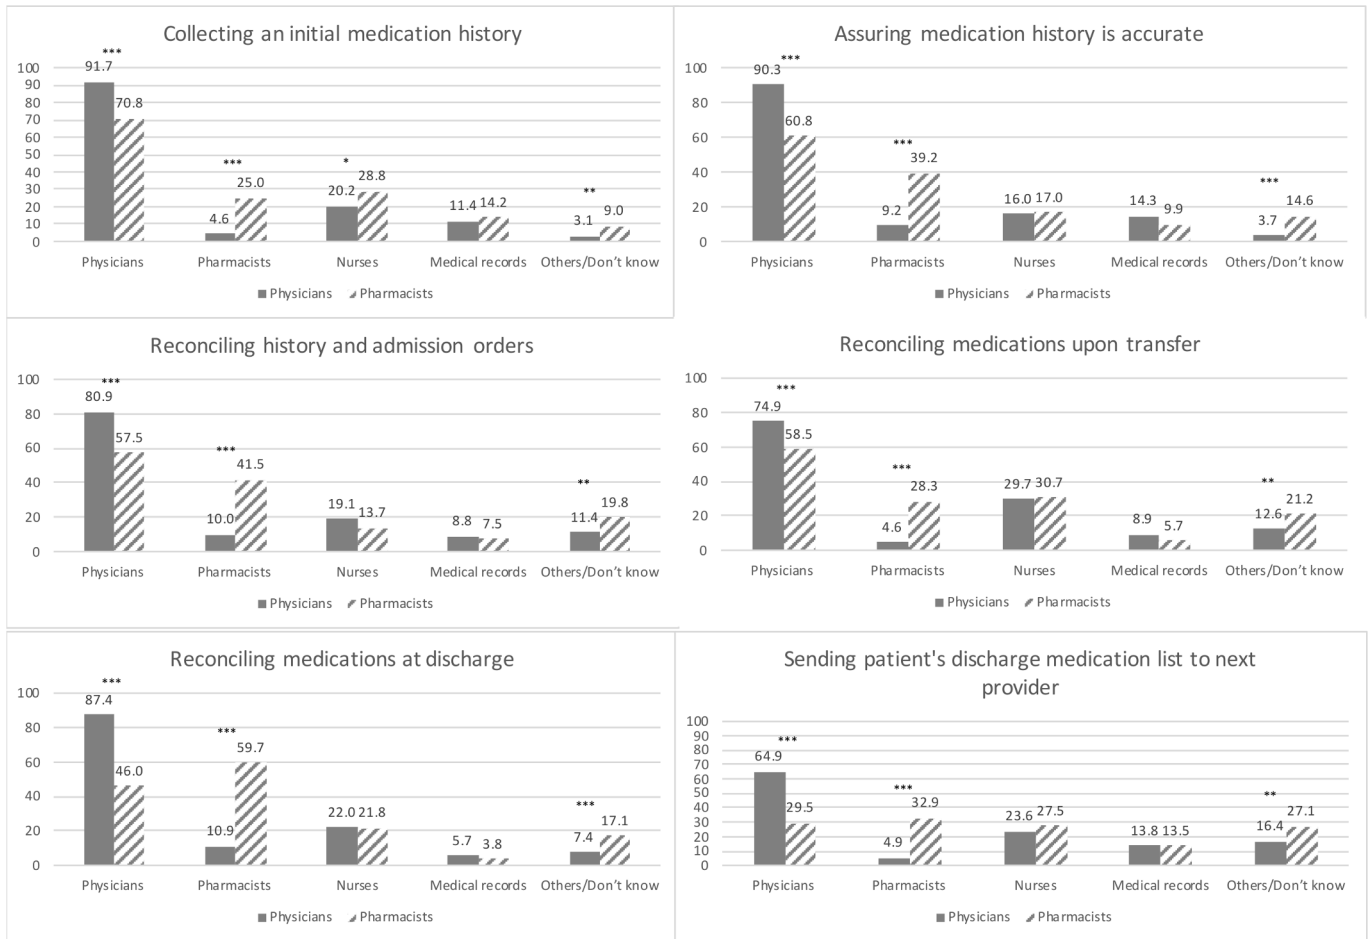 Collecting an initial medication history
***
91.7
100
90
80
70
60
50
40
30
20
10
0
70.8
***
4.6
25.0
*
20.2
28.8
11.4
14.2
**
3.1
9.0
Physicians
Pharmacists
Nurses
Medical records
Others/Don't know
Physicians
Pharmacists
Assuring medication history is accurate
100
80
60
40
20
0
90.3
***
60.8
***
9.2
39.2
16.0
17.0
14.3
9.9
***
3.7
14.6
Physicians
Pharmacists
Nurses
Medical records
Others/Don't know
Physicians
Pharmacists
Reconciling history and admission orders
100
80
60
40
20
0
***
80.9
57.5
***
10.0
41.5
19.1
13.7
8.8
7.5
**
11.4
19.8
Physicians
Pharmacists
Nurses
Medical records
Others/Don't know
Physicians
Pharmacists
Reconciling medications upon transfer
100
80
60
40
20
0
***
74.9
58.5
***
4.6
28.3
29.7
30.7
8.9
5.7
**
12.6
21.2
Physicians
Pharmacists
Nurses
Medical records
Others/Don't know
Physicians
Pharmacists
Reconciling medications at discharge
100
80
60
40
20
0
***
87.4
46.0
***
10.9
59.7
22.0
21.8
5.7
3.8
***
7.4
17.1
Physicians
Pharmacists
Nurses
Medical records
Others/Don't know
Physicians
Pharmacists
Sending patient's discharge medication list to next
provider
100
90
80
70
60
50
40
30
20
10
0
***
64.9
29.5
***
4.9
32.9
23.6
27.5
13.8
13.5
**
16.4
27.1
Physicians
Pharmacists
Nurses
Medical records
Others/Don't know
Physicians
Pharmacists